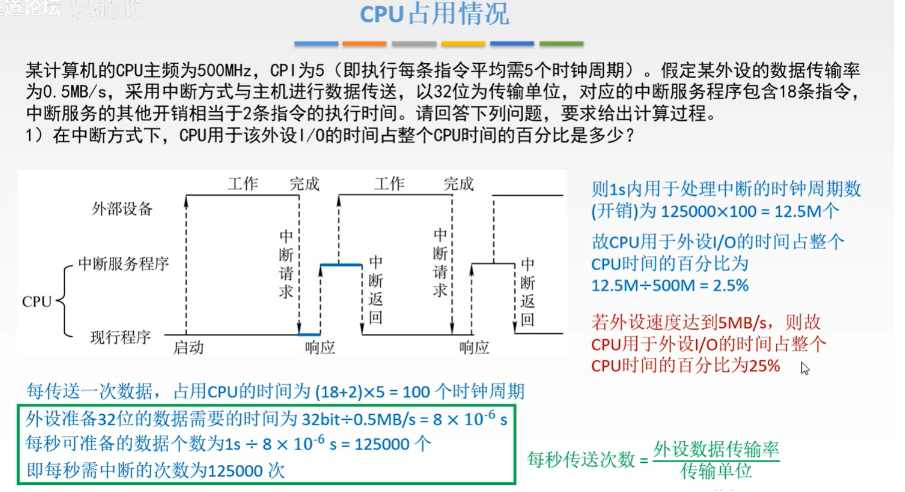 CPU占用情况
某计算机的CPU主频为500MHz，CPI为5（即执行每条指令平均需5个时钟周期）。假定某外设的数据传输率
为0.5MB/s，采用中断方式与主机进行数据传送，以32位为传输单位，对应的中断服务程序包含18条指令，
中断服务的其他开销相当于2条指令的执行时间。请回答下列问题，要求给出计算过程。
1）在中断方式下，CPU用于该外设I/O的时间占整个CPU时间的百分比是多少？
工作 完成 工作 完成
外部设备
中断请求
中断请求
中断服务程序
中断返回
中断返回
CPU
现行程序
启动 响应 响应
则1s内用于处理中断的时钟周期数
(开销)为 125000×100 = 12.5M个
故CPU用于外设I/O的时间占整个
CPU时间的百分比为
12.5M÷500M = 2.5%
若外设速度达到5MB/s，则故
CPU用于外设I/O的时间占整个
CPU时间的百分比为25%
每传送一次数据，占用CPU的时间为 (18+2)×5 = 100 个时钟周期
外设准备32位的数据需要的时间为 32bit÷0.5MB/s = 8 × 10⁻⁶ s
每秒可准备的数据个数为1s ÷ 8 × 10⁻⁶ s = 125000 个
即每秒需中断的次数为125000 次
每秒传送次数 = 外设数据传输率
传输单位